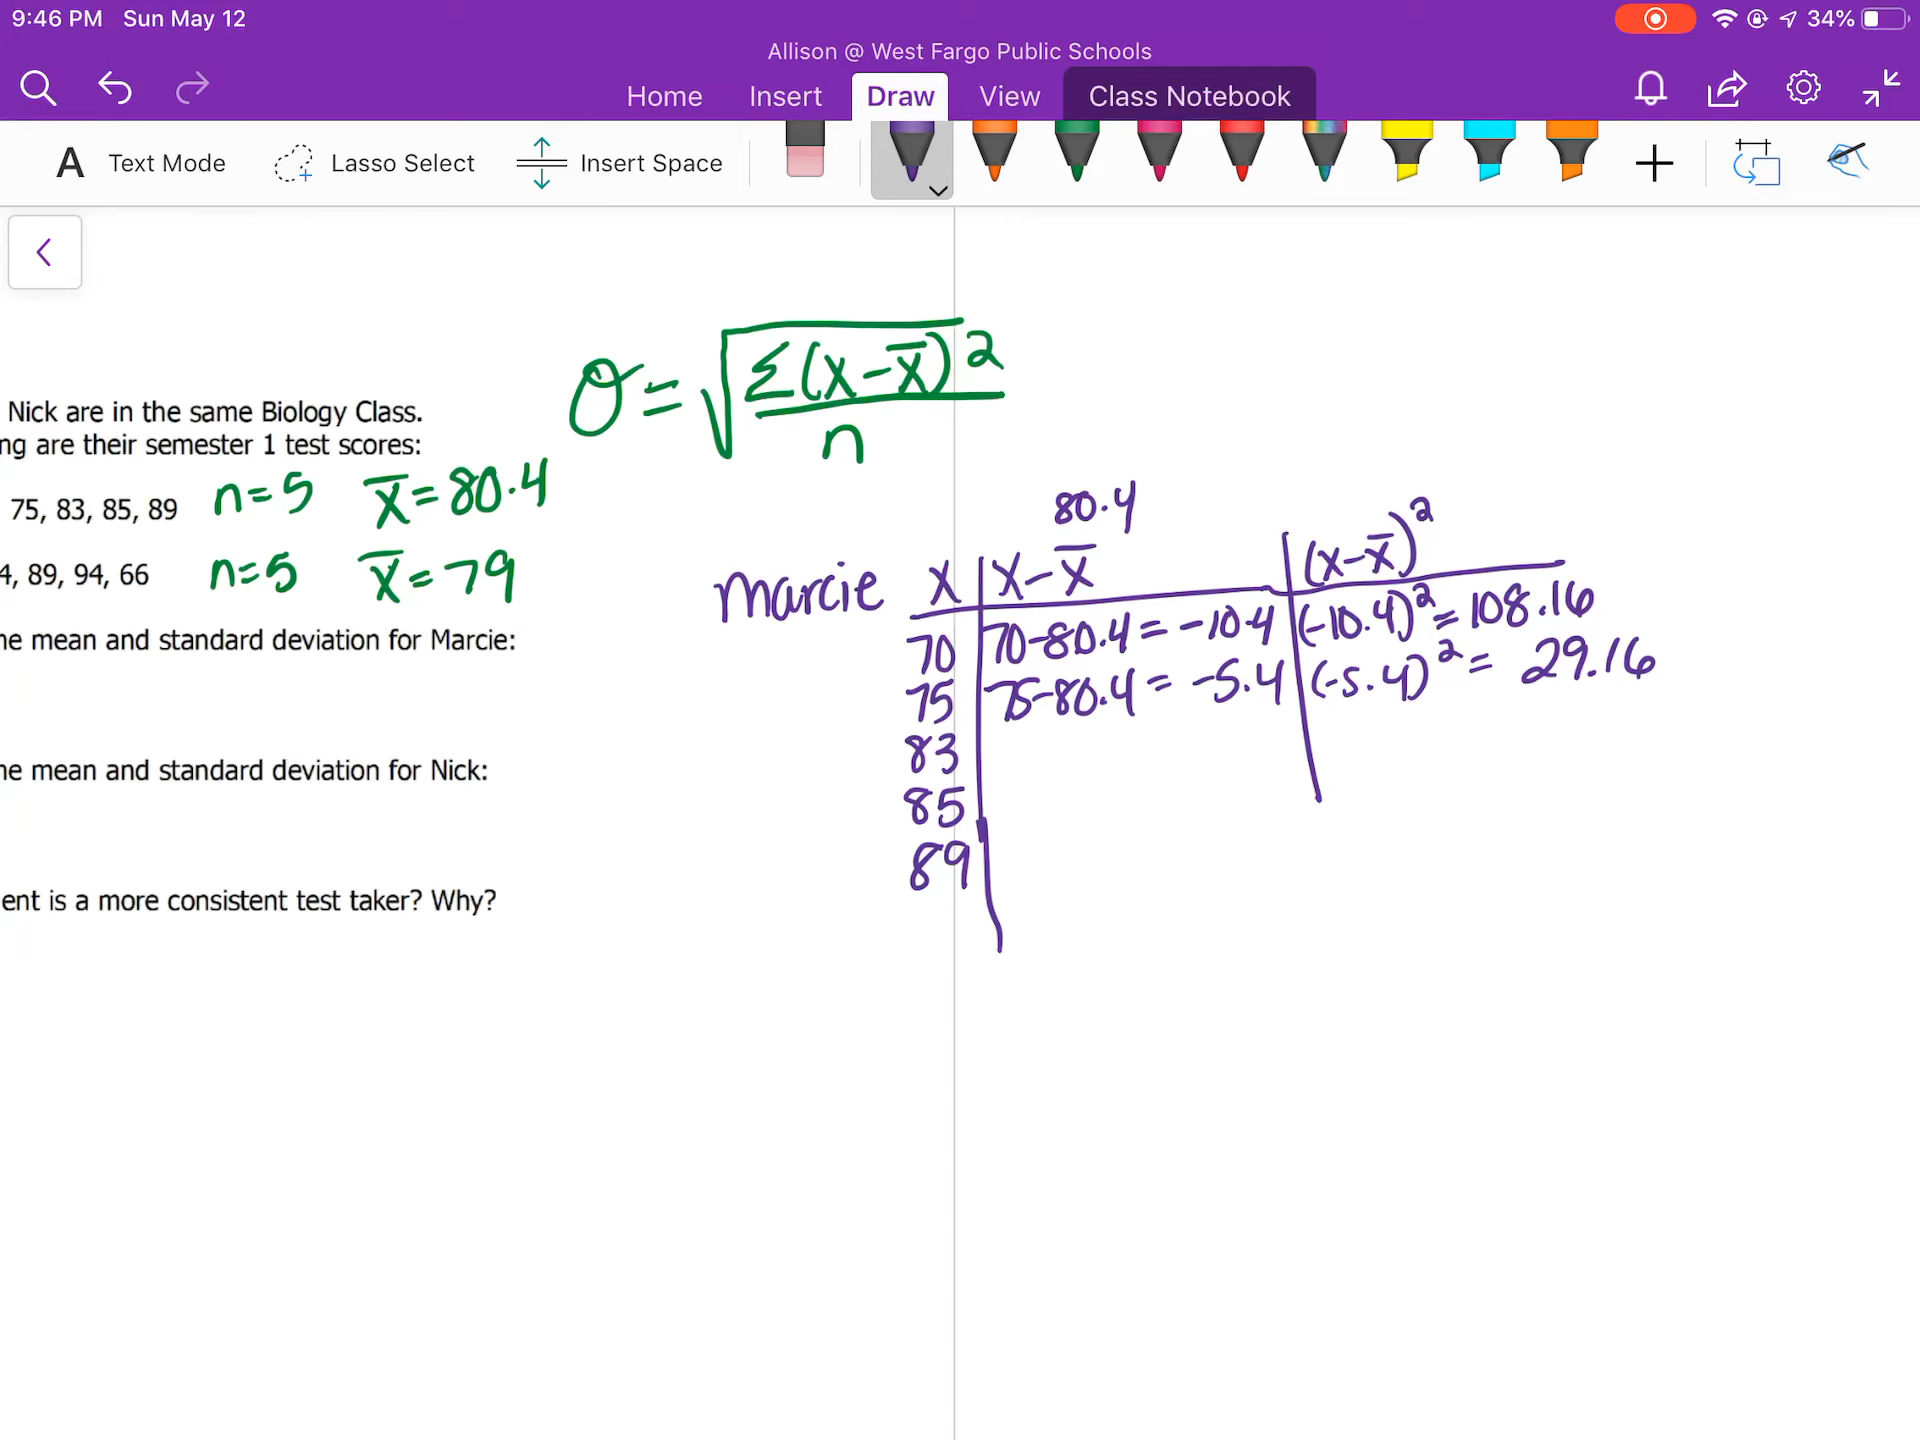 9:46 PM Sun May 12
34%
Allison @ West Fargo Public Schools
Home Insert Draw View Class Notebook
A Text Mode Lasso Select Insert Space
σ = √Σ(x-x̄)²
n
Nick are in the same Biology Class.
ng are their semester 1 test scores:
75, 83, 85, 89 n=5 x̄=80.4
4, 89, 94, 66 n=5 x̄=79
ne mean and standard deviation for Marcie:
ne mean and standard deviation for Nick:
ent is a more consistent test taker? Why?
80.4
marcie x x-x̄ (x-x̄)²
70 70-80.4=-10.4 (-10.4)²=108.16
75 75-80.4=-5.4 (-5.4)²=29.16
83
85
89